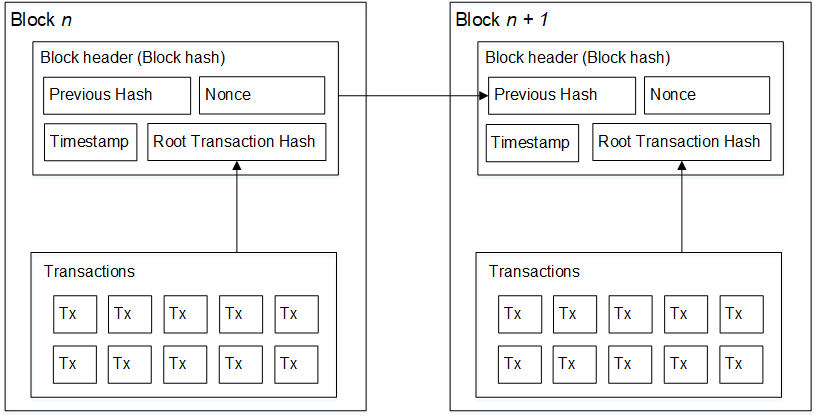 Block n
Block header (Block hash)
Previous Hash
Nonce
Timestamp
Root Transaction Hash
Transactions
Tx Tx Tx Tx Tx
Tx Tx Tx Tx Tx
Block n + 1
Block header (Block hash)
Previous Hash
Nonce
Timestamp
Root Transaction Hash
Transactions
Tx Tx Tx Tx Tx
Tx Tx Tx Tx Tx